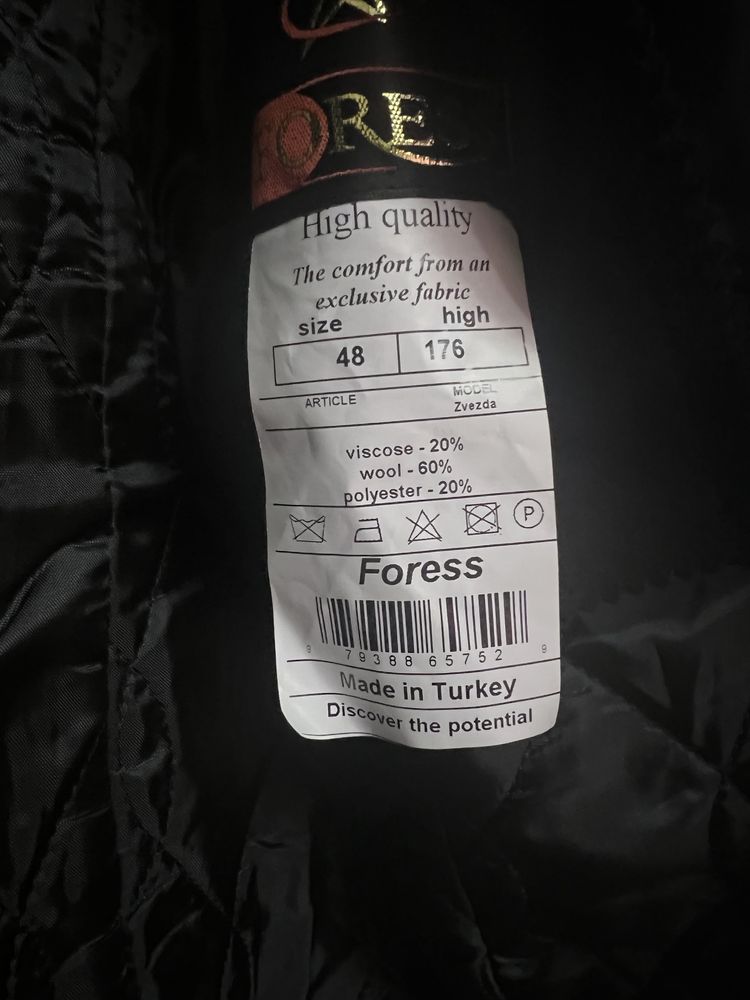 FORES
High quality
The comfort from an
exclusive fabric
size high
48 176
ARTICLE MODEL
Zvezda
viscose - 20%
wool - 60%
polyester - 20%
P
Foress
9 79388 65752 9
Made in Turkey
Discover the potential